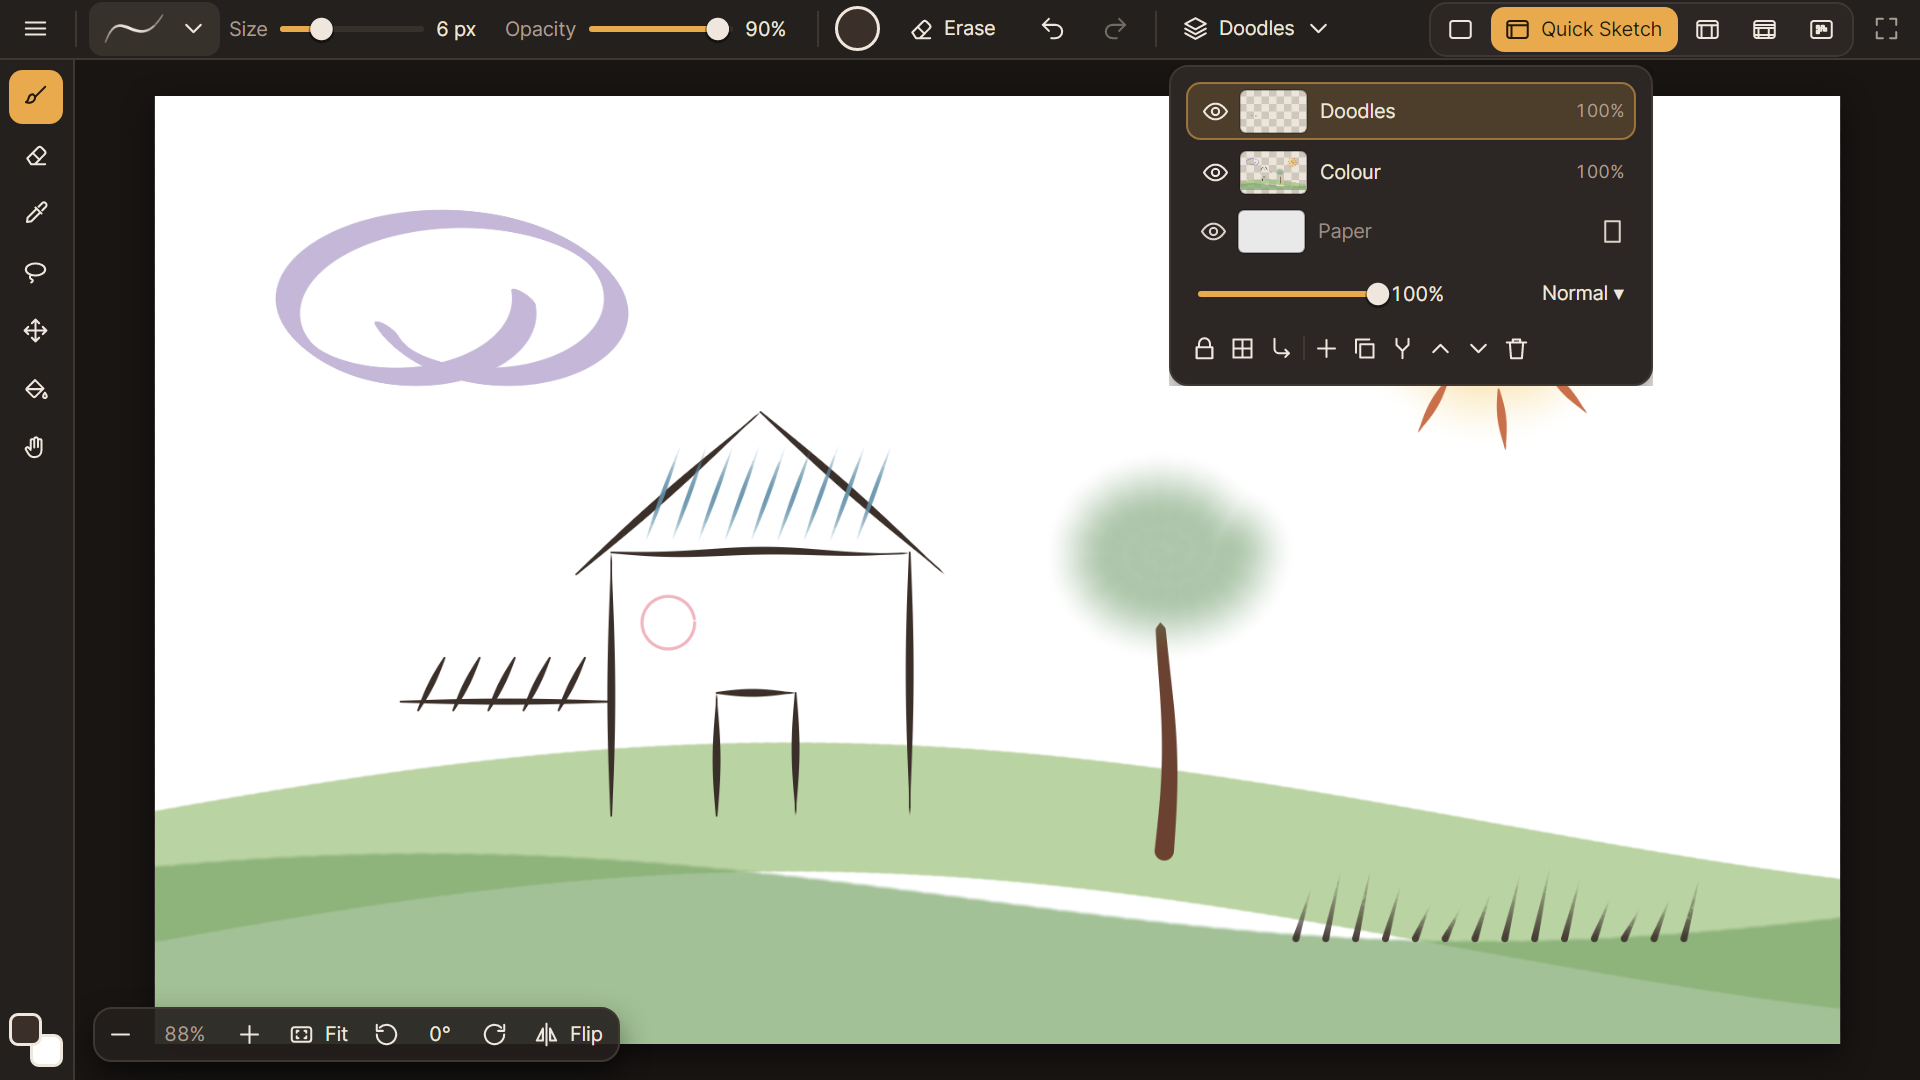 Size 6 px Opacity 90% Erase Doodles Quick Sketch
Doodles 100%
Colour 100%
Paper
100% Normal ▾
88% Fit 0° Flip